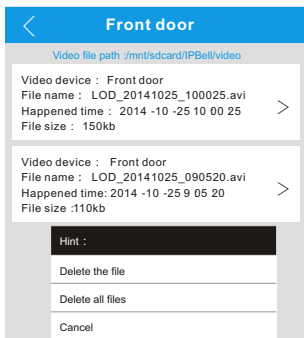 Front door
Video file path :/mnt/sdcard/IPBell/video
Video device : Front door
File name : LOD_20141025_100025.avi
Happened time : 2014 -10 -25 10 00 25
File size : 150kb
Video device : Front door
File name : LOD_20141025_090520.avi
Happened time: 2014 -10 -25 9 05 20
File size :110kb
Hint :
Delete the file
Delete all files
Cancel